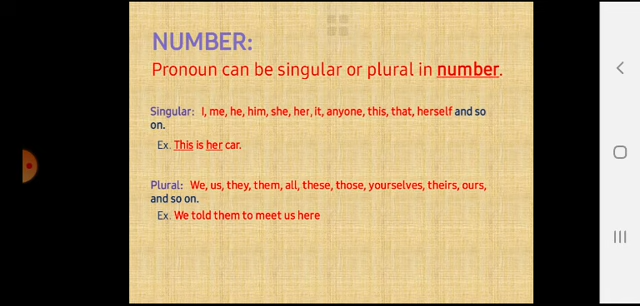 NUMBER:
Pronoun can be singular or plural in number.
Singular: I, me, he, him, she, her, it, anyone, this, that, herself and so
on.
Ex. This is her car.
Plural: We, us, they, them, all, these, those, yourselves, theirs, ours,
and so on.
Ex. We told them to meet us here